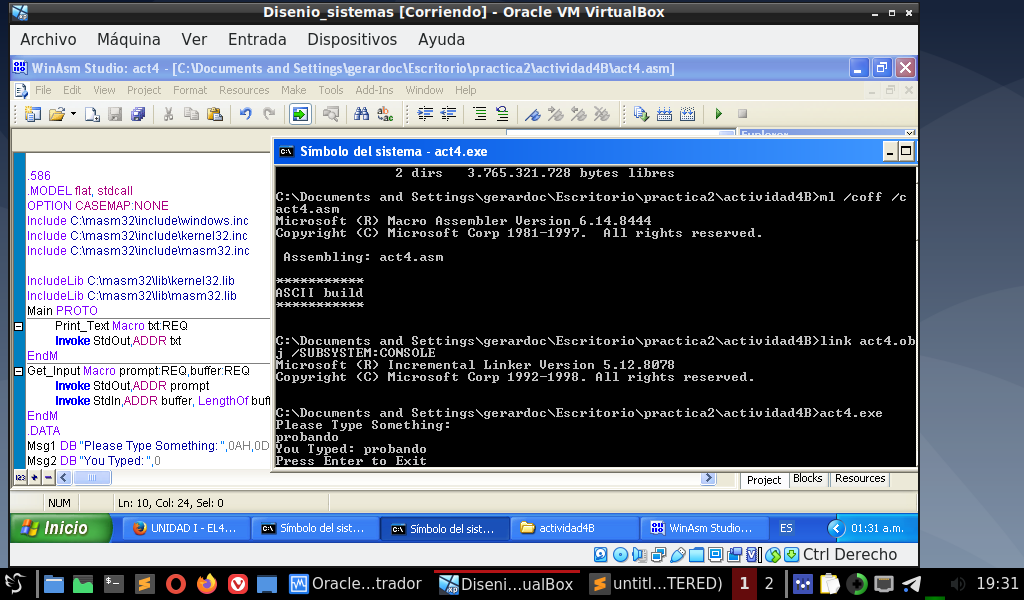 Disenio_sistemas [Corriendo] - Oracle VM VirtualBox
Archivo Máquina Ver Entrada Dispositivos Ayuda
WinAsm Studio: act4 - [C:\Documents and Settings\gerardoc\Escritorio\practica2\actividad4B\act4.asm]
File Edit View Project Format Resources Make Tools Add-Ins Window Help
Explorer
.586
.MODEL flat, stdcall
OPTION CASEMAP:NONE
Include C:\masm32\include\windows.inc
Include C:\masm32\include\kernel32.inc
Include C:\masm32\include\masm32.inc
IncludeLib C:\masm32\lib\kernel32.lib
IncludeLib C:\masm32\lib\masm32.lib
Main PROTO
Print_Text Macro txt:REQ
Invoke StdOut,ADDR txt
EndM
Get_Input Macro prompt:REQ,buffer:REQ
Invoke StdOut,ADDR prompt
Invoke StdIn,ADDR buffer, LengthOf buff
EndM
.DATA
Msg1 DB "Please Type Something: ",0AH,0D
Msg2 DB "You Typed: ",0
Símbolo del sistema - act4.exe
2 dirs 3.765.321.728 bytes libres
C:\Documents and Settings\gerardoc\Escritorio\practica2\actividad4B>ml /coff /c
act4.asm
Microsoft (R) Macro Assembler Version 6.14.8444
Copyright (C) Microsoft Corp 1981-1997. All rights reserved.
Assembling: act4.asm
***********
ASCII build
***********
C:\Documents and Settings\gerardoc\Escritorio\practica2\actividad4B>link act4.ob
j /SUBSYSTEM:CONSOLE
Microsoft (R) Incremental Linker Version 5.12.8078
Copyright (C) Microsoft Corp 1992-1998. All rights reserved.
C:\Documents and Settings\gerardoc\Escritorio\practica2\actividad4B>act4.exe
Please Type Something:
probando
You Typed: probando
Press Enter to Exit
Project Blocks Resources
NUM Ln: 10, Col: 24, Sel: 0
Inicio UNIDAD I - EL4... Símbolo del sist... Símbolo del sist... actividad4B WinAsm Studio... ES 01:31 a.m.
Ctrl Derecho
Oracle...trador Diseni...ualBox untitl...TERED) 1 2 19:31